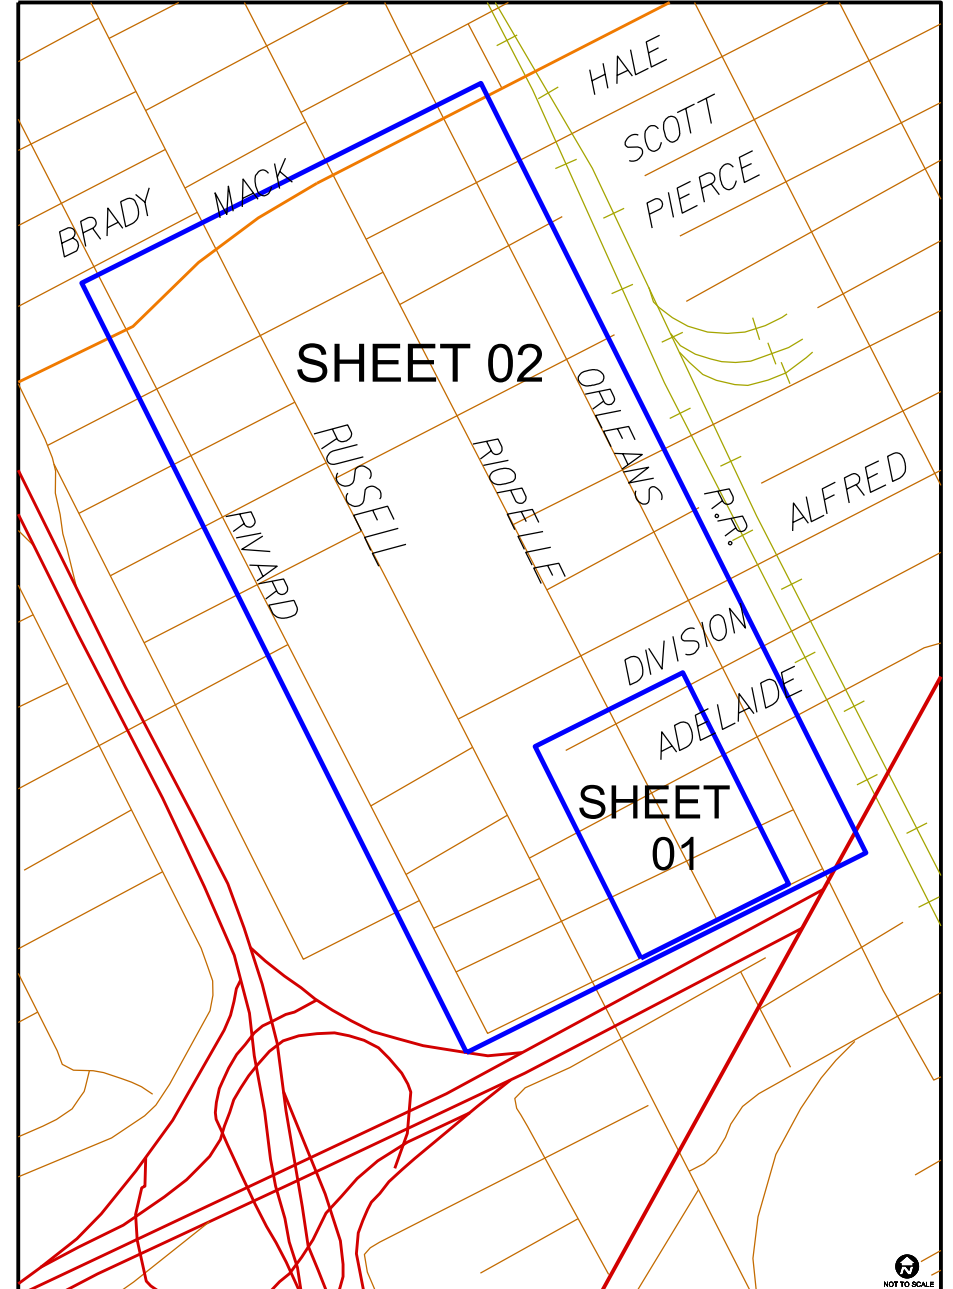 HALE
SCOTT
PIERCE
MACK
BRADY
SHEET 02
ORLEANS
RUSSELL
RIOPELLE
ALFRED
R.R.
RIVARD
DIVISION
ADELAIDE
SHEET
01
N
NOT TO SCALE